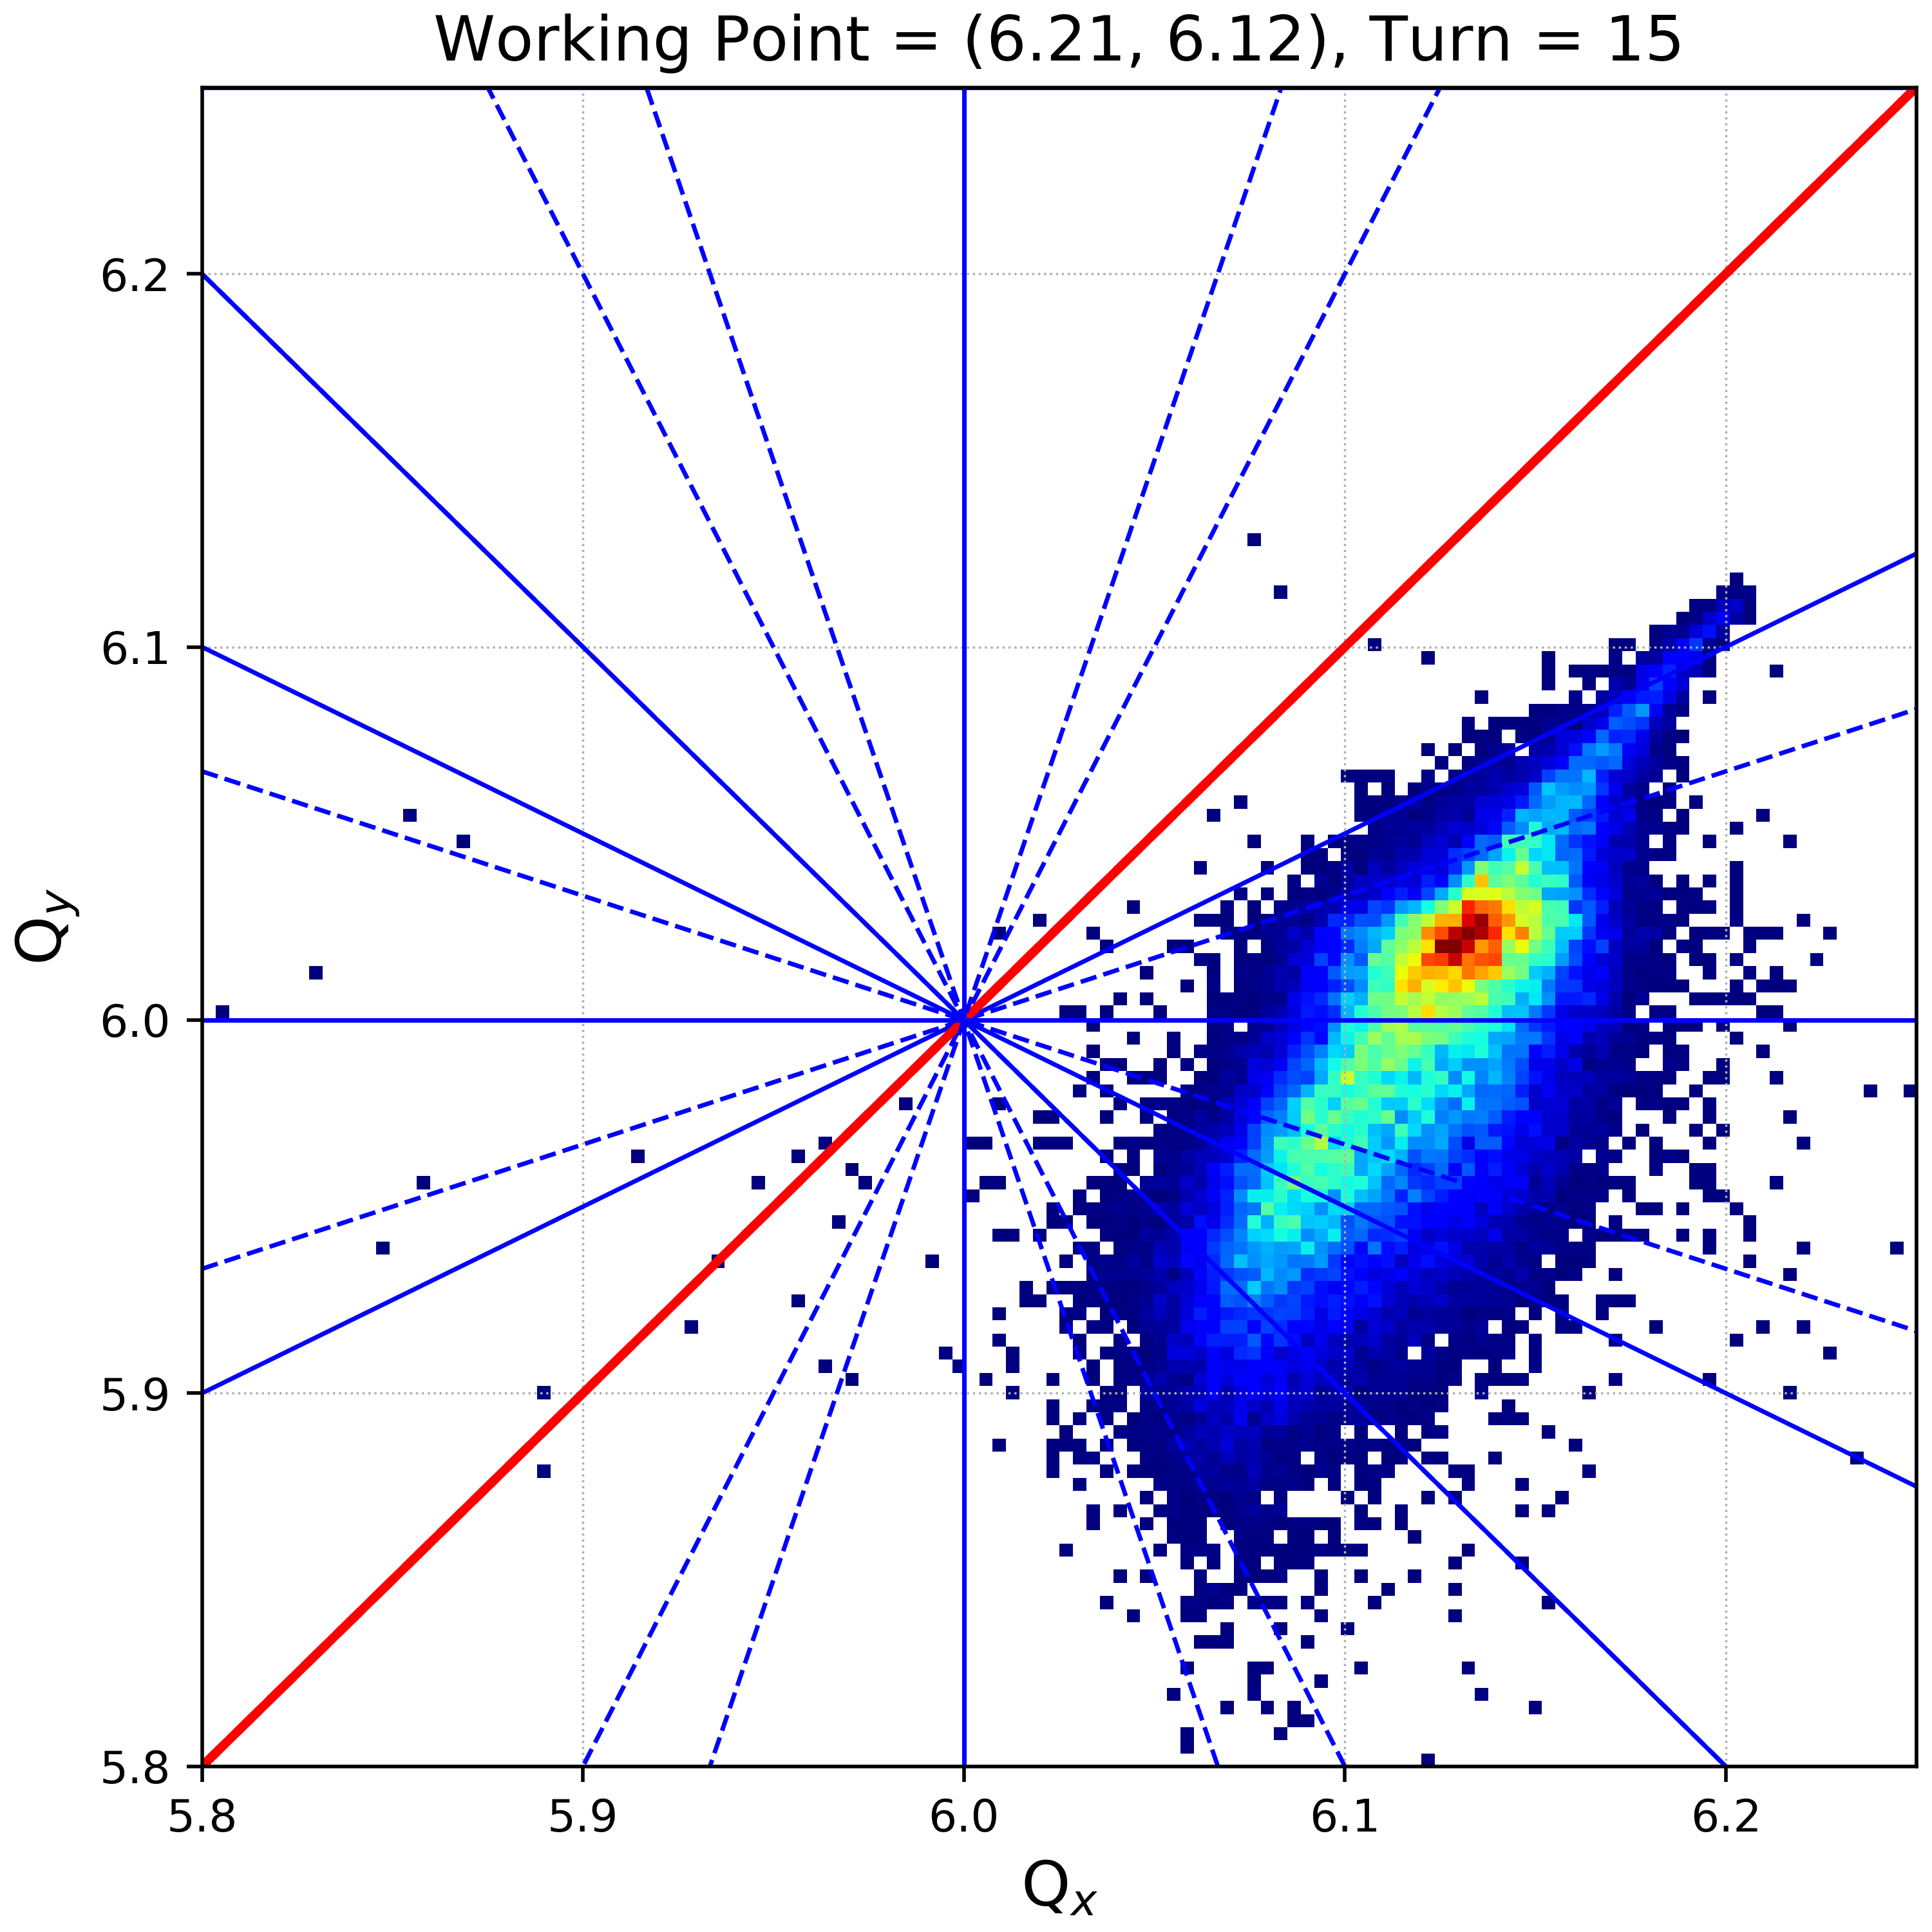 Working Point = (6.21, 6.12), Turn = 15
6.2
6.1
6.0
5.9
5.8
Qy
5.8 5.9 6.0 6.1 6.2
Qx